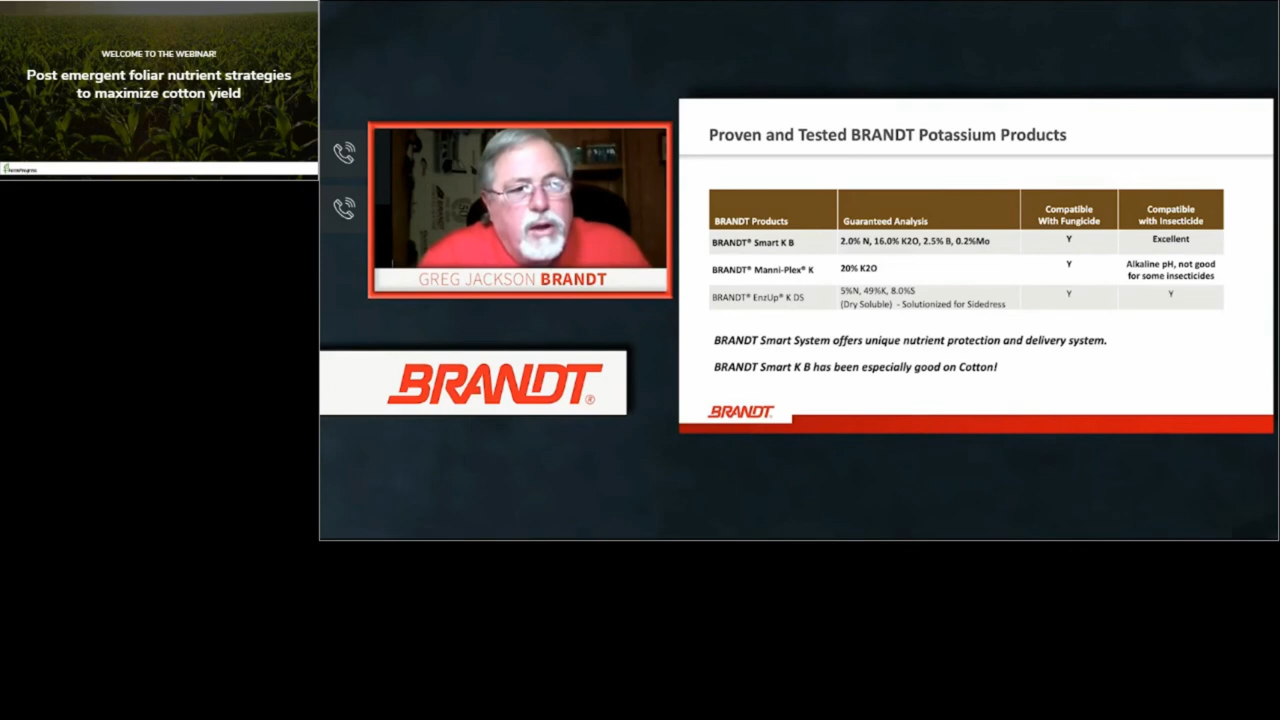 WELCOME TO THE WEBINAR!
Post emergent foliar nutrient strategies
to maximize cotton yield
GREG JACKSON BRANDT
BRANDT®
Proven and Tested BRANDT Potassium Products
BRANDT Products
Guaranteed Analysis
Compatible
With Fungicide
Compatible
with Insecticide
BRANDT® Smart K B
2.0% N, 16.0% K2O, 2.5% B, 0.2%Mo
Y
Excellent
BRANDT® Manni-Plex® K
20% K2O
Y
Alkaline pH, not good
for some insecticides
BRANDT® EnzUp® K DS
5%N, 49%K, 8.0%S
(Dry Soluble) - Solutionized for Sidedress
Y
Y
BRANDT Smart System offers unique nutrient protection and delivery system.
BRANDT Smart K B has been especially good on Cotton!
BRANDT